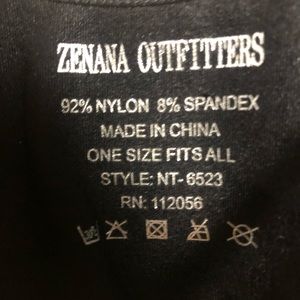 ZENANA OUTFITTERS
92% NYLON 8% SPANDEX
MADE IN CHINA
ONE SIZE FITS ALL
STYLE: NT-6523
RN: 112056